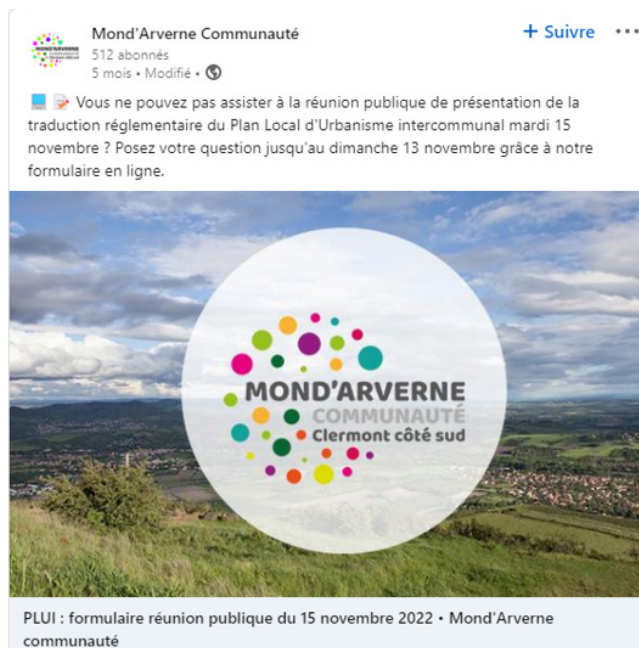 Mond'Arverne Communauté
+ Suivre
512 abonnés
5 mois • Modifié •
Vous ne pouvez pas assister à la réunion publique de présentation de la
traduction réglementaire du Plan Local d'Urbanisme intercommunal mardi 15
novembre ? Posez votre question jusqu'au dimanche 13 novembre grâce à notre
formulaire en ligne.
MOND'ARVERNE
COMMUNAUTÉ
Clermont côté sud
PLUI : formulaire réunion publique du 15 novembre 2022 • Mond'Arverne
communauté